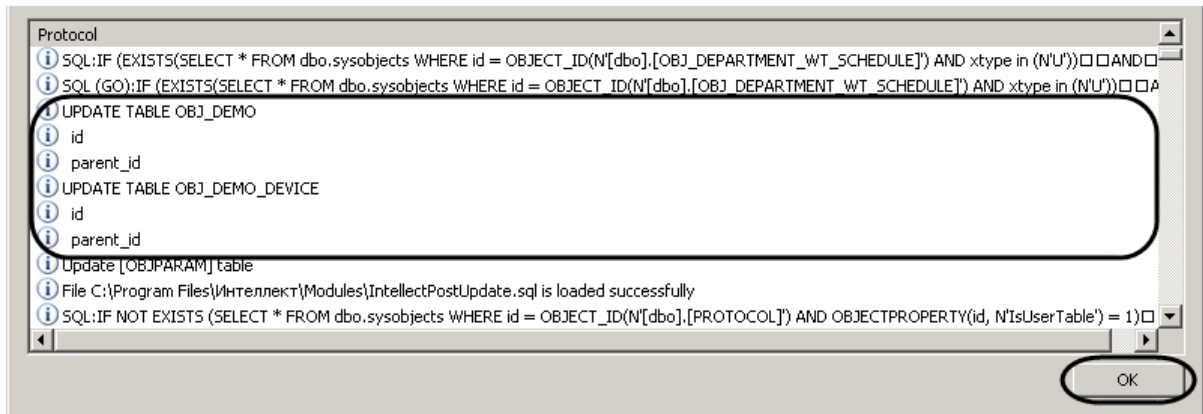 Protocol
SQL:IF (EXISTS(SELECT * FROM dbo.sysobjects WHERE id = OBJECT_ID(N'[dbo].[OBJ_DEPARTMENT_WT_SCHEDULE]') AND xtype in (N'U'))□□AND□
SQL (GO):IF (EXISTS(SELECT * FROM dbo.sysobjects WHERE id = OBJECT_ID(N'[dbo].[OBJ_DEPARTMENT_WT_SCHEDULE]') AND xtype in (N'U'))□□A
UPDATE TABLE OBJ_DEMO
id
parent_id
UPDATE TABLE OBJ_DEMO_DEVICE
id
parent_id
Update [OBJPARAM] table
File C:\Program Files\Интеллект\Modules\IntellectPostUpdate.sql is loaded successfully
SQL:IF NOT EXISTS (SELECT * FROM dbo.sysobjects WHERE id = OBJECT_ID(N'[dbo].[PROTOCOL]') AND OBJECTPROPERTY(id, N'IsUserTable') = 1)□
OK